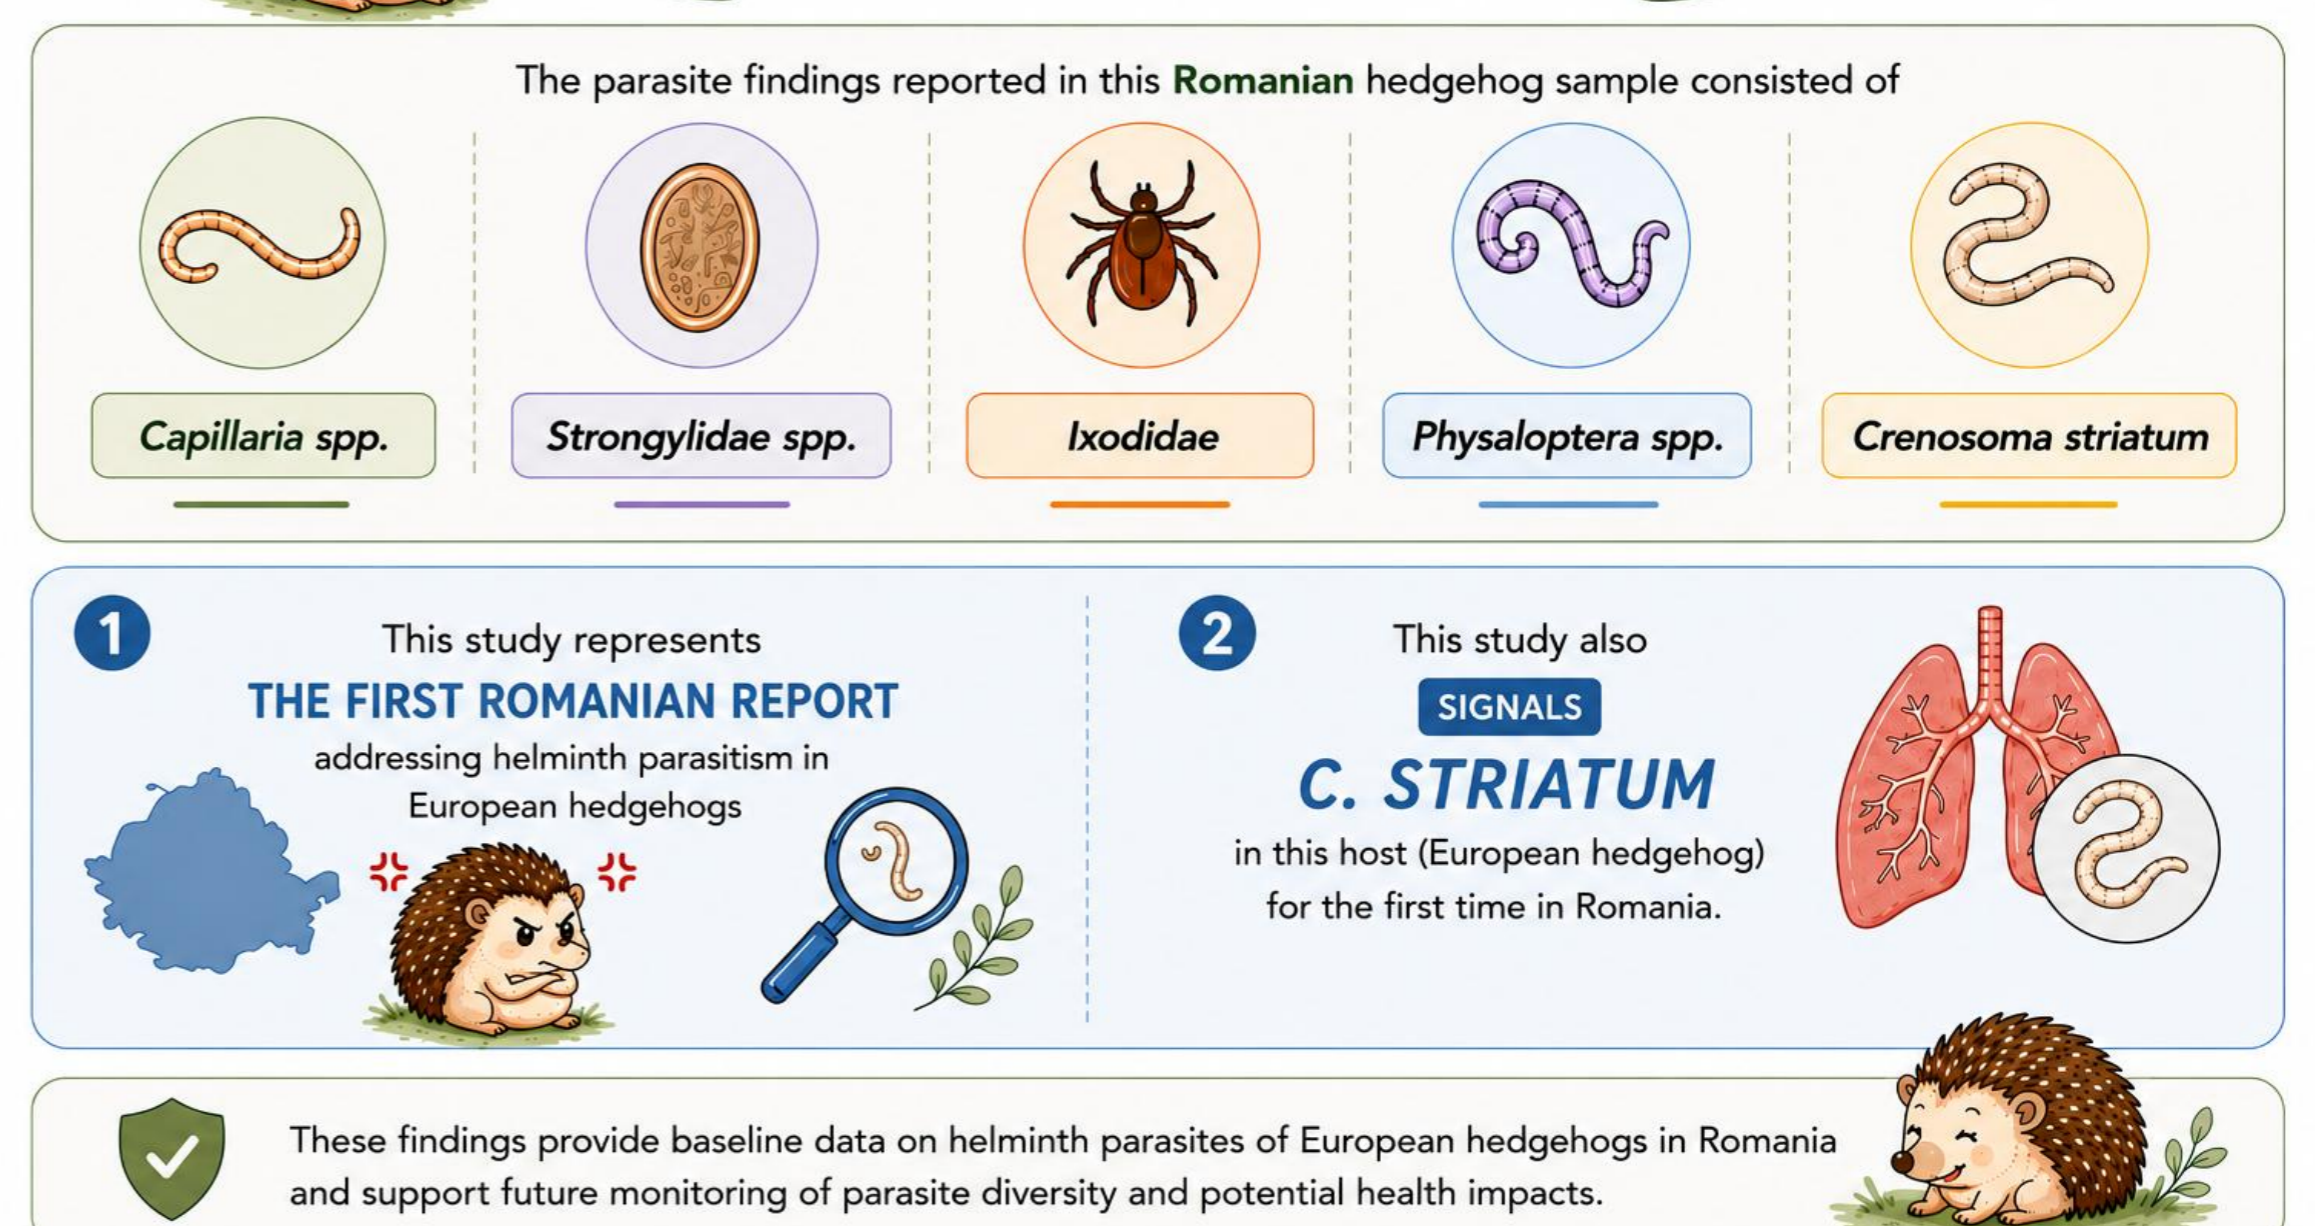 The parasite findings reported in this Romanian hedgehog sample consisted of
Capillaria spp.
Strongylidae spp.
Ixodidae
Physaloptera spp.
Crenosoma striatum
1
This study represents
THE FIRST ROMANIAN REPORT
addressing helminth parasitism in
European hedgehogs
2
This study also
SIGNALS
C. STRIATUM
in this host (European hedgehog)
for the first time in Romania.
These findings provide baseline data on helminth parasites of European hedgehogs in Romania
and support future monitoring of parasite diversity and potential health impacts.